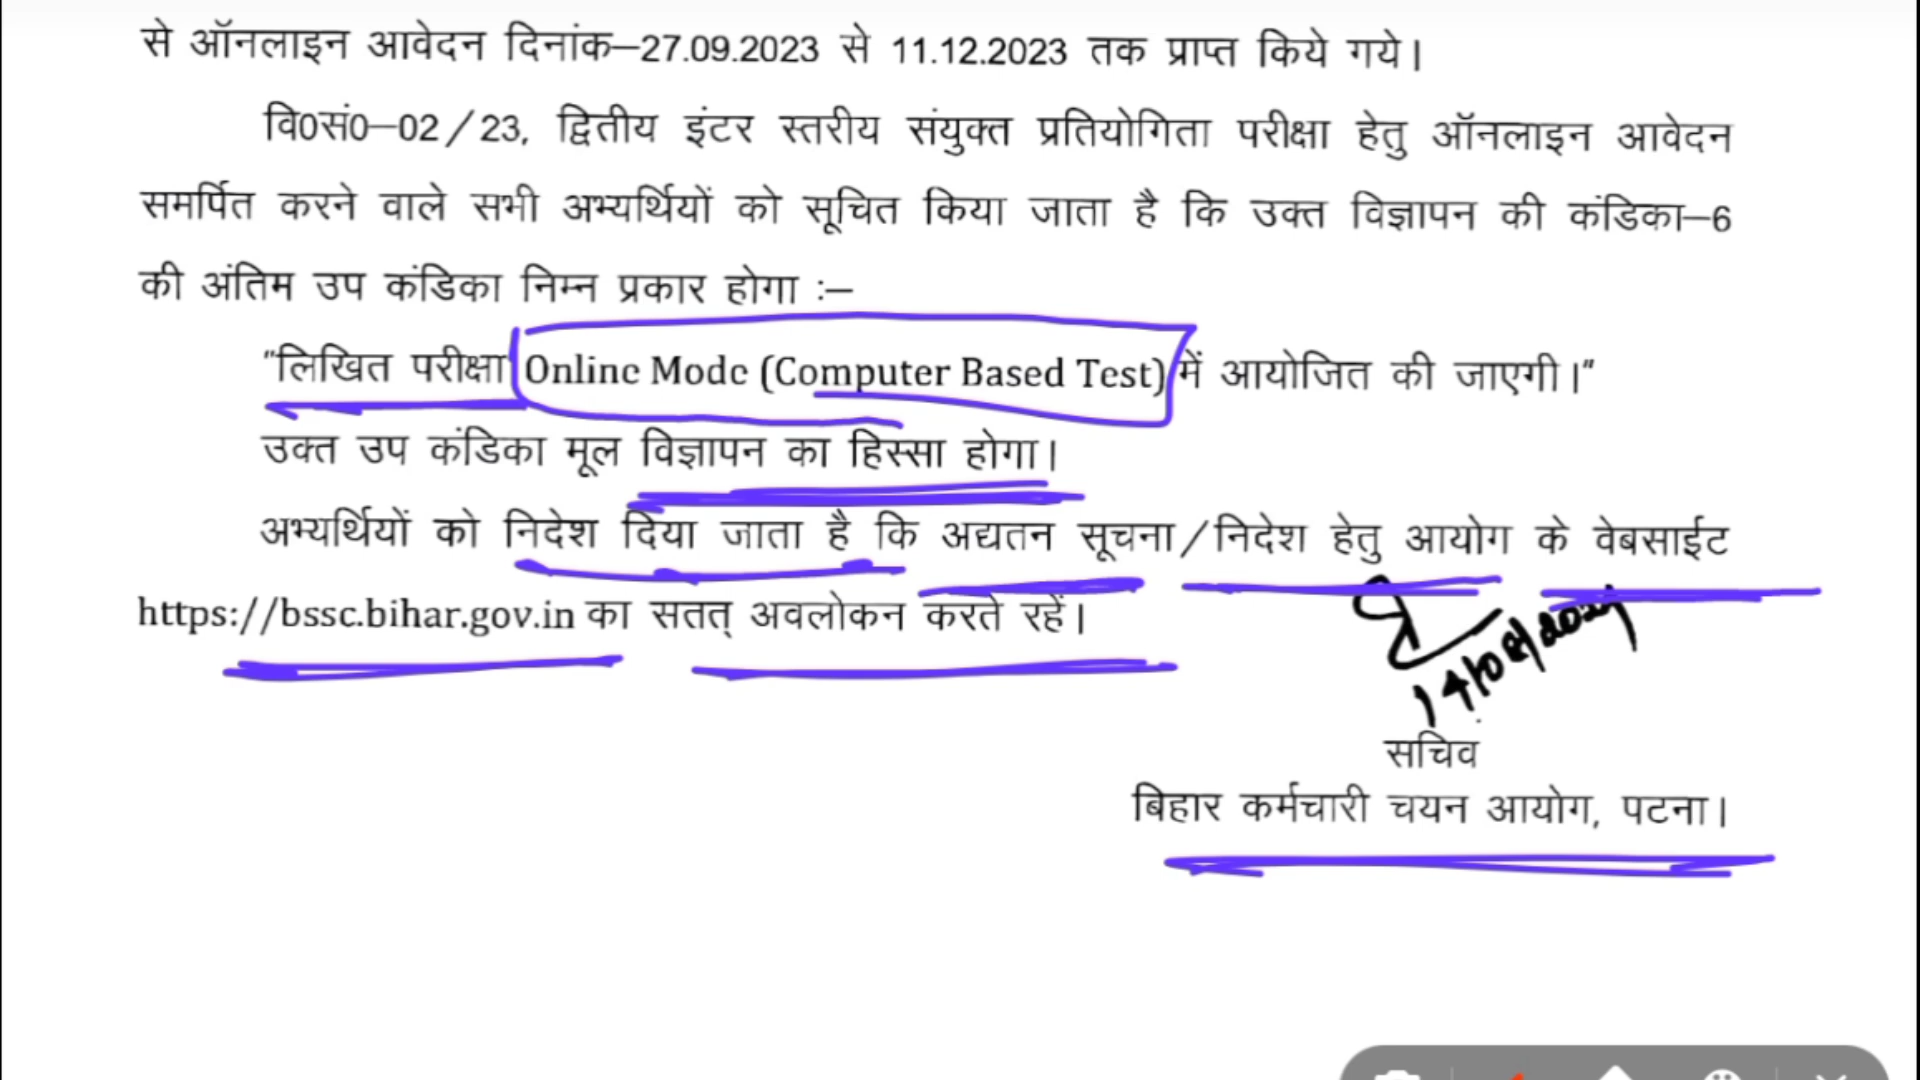 से ऑनलाइन आवेदन दिनांक–27.09.2023 से 11.12.2023 तक प्राप्त किये गये।
वि0सं0–02/23, द्वितीय इंटर स्तरीय संयुक्त प्रतियोगिता परीक्षा हेतु ऑनलाइन आवेदन
समर्पित करने वाले सभी अभ्यर्थियों को सूचित किया जाता है कि उक्त विज्ञापन की कंडिका–6
की अंतिम उप कंडिका निम्न प्रकार होगा :–
"लिखित परीक्षा Online Mode (Computer Based Test) में आयोजित की जाएगी।"
उक्त उप कंडिका मूल विज्ञापन का हिस्सा होगा।
अभ्यर्थियों को निदेश दिया जाता है कि अद्यतन सूचना/निदेश हेतु आयोग के वेबसाईट
https://bssc.bihar.gov.in का सतत् अवलोकन करते रहें।
सचिव
बिहार कर्मचारी चयन आयोग, पटना।